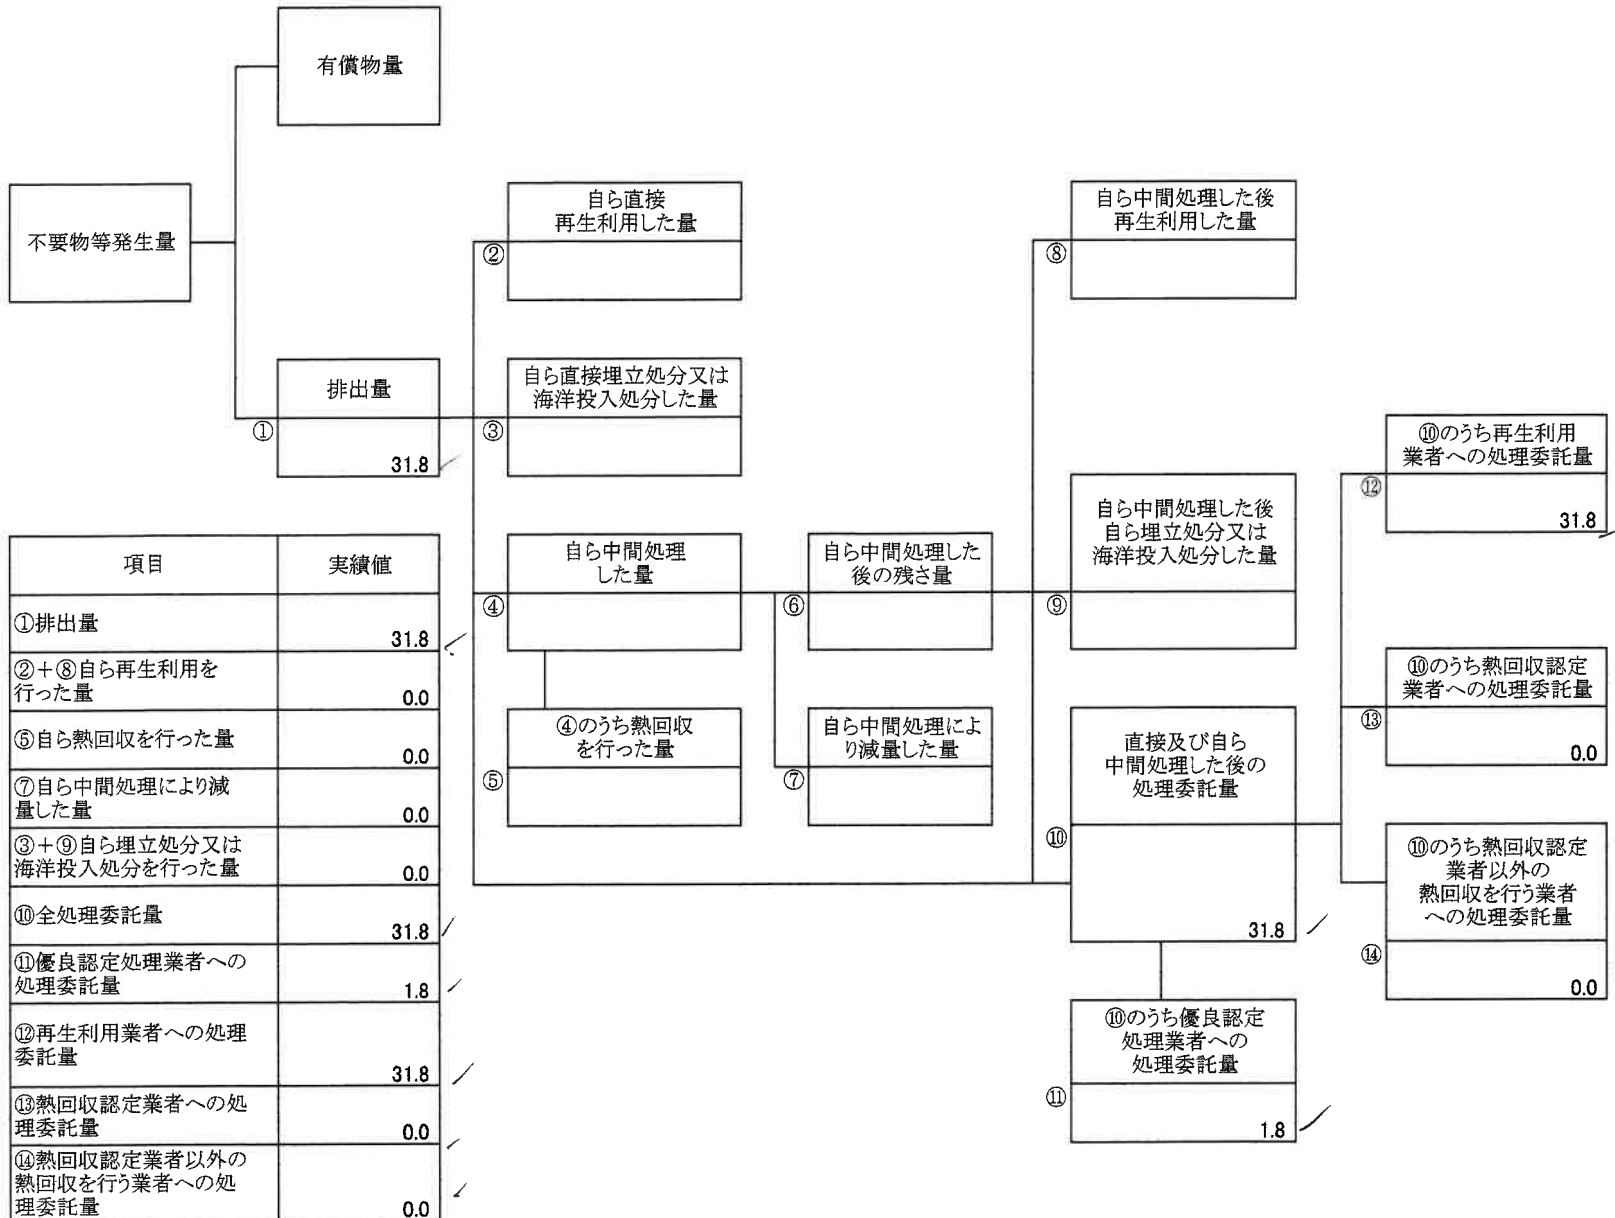 有償物量
不要物等発生量
排出量
①
31.8
自ら直接
再生利用した量
②
自ら直接埋立処分又は
海洋投入処分した量
③
自ら中間処理
した量
④
④のうち熱回収
を行った量
⑤
自ら中間処理した
後の残さ量
⑥
自ら中間処理によ
り減量した量
⑦
自ら中間処理した後
再生利用した量
⑧
自ら中間処理した後
自ら埋立処分又は
海洋投入処分した量
⑨
直接及び自ら
中間処理した後の
処理委託量
⑩
31.8
⑩のうち優良認定
処理業者への
処理委託量
⑪
1.8
⑩のうち再生利用
業者への処理委託量
⑫
31.8
⑩のうち熱回収認定
業者への処理委託量
⑬
0.0
⑩のうち熱回収認定
業者以外の
熱回収を行う業者
への処理委託量
⑭
0.0
項目 実績値
①排出量
31.8
②+⑧自ら再生利用を
行った量
0.0
⑤自ら熱回収を行った量
0.0
⑦自ら中間処理により減
量した量
0.0
③+⑨自ら埋立処分又は
海洋投入処分を行った量
0.0
⑩全処理委託量
31.8
⑪優良認定処理業者への
処理委託量
1.8
⑫再生利用業者への処理
委託量
31.8
⑬熱回収認定業者への処
理委託量
0.0
⑭熱回収認定業者以外の
熱回収を行う業者への処
理委託量
0.0